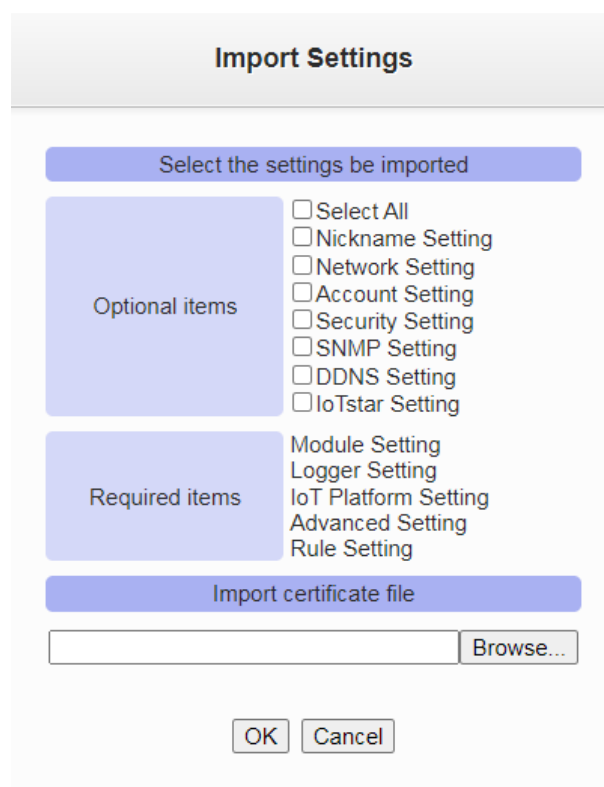 Import Settings
Select the settings be imported
Optional items
Select All
Nickname Setting
Network Setting
Account Setting
Security Setting
SNMP Setting
DDNS Setting
IoTstar Setting
Required items
Module Setting
Logger Setting
IoT Platform Setting
Advanced Setting
Rule Setting
Import certificate file
Browse...
OK Cancel